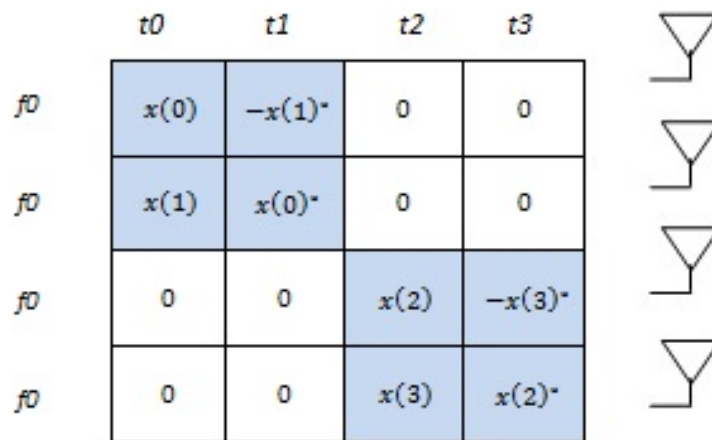 t0 t1 t2 t3
f0 x(0) −x(1)* 0 0
f0 x(1) x(0)* 0 0
f0 0 0 x(2) −x(3)*
f0 0 0 x(3) x(2)*